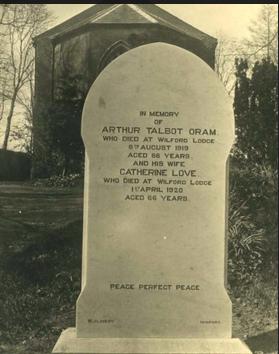 IN MEMORY
OF
ARTHUR TALBOT ORAM.
WHO DIED AT WILFORD LODGE
AUGUST 1919
AGED 66 YEARS.
AND HIS WIFE
CATHERINE LOVE.
WHO DIED AT WILFORD LODGE
1ST APRIL 1920
AGED 66 YEARS.
PEACE PERFECT PEACE